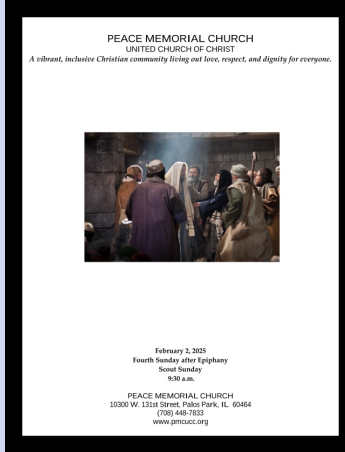 PEACE MEMORIAL CHURCH
UNITED CHURCH OF CHRIST
A vibrant, inclusive Christian community living out love, respect, and dignity for everyone.
February 2, 2025
Fourth Sunday after Epiphany
Scout Sunday
9:30 a.m.
PEACE MEMORIAL CHURCH
10300 W. 131st Street, Palos Park, IL 60464
(708) 448-7833
www.pmcucc.org